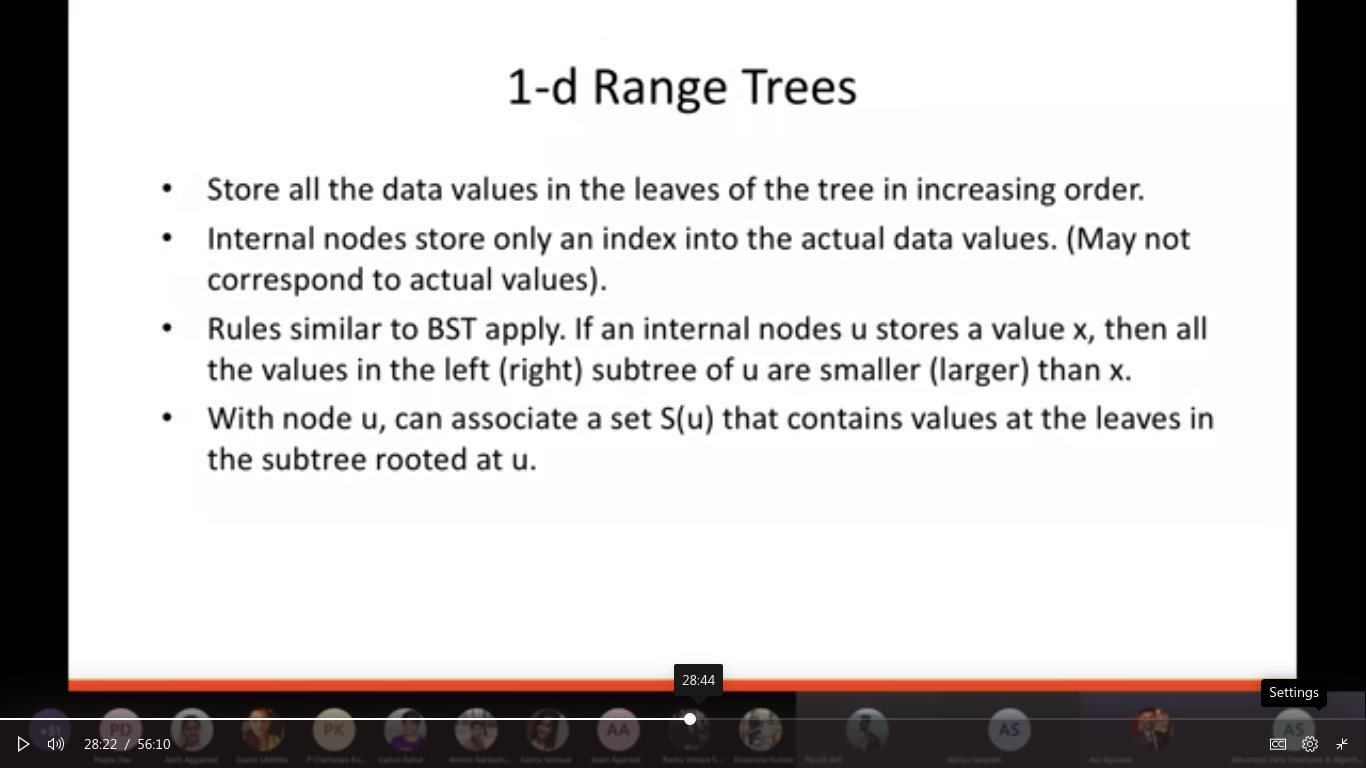 1-d Range Trees
• Store all the data values in the leaves of the tree in increasing order.
• Internal nodes store only an index into the actual data values. (May not
correspond to actual values).
• Rules similar to BST apply. If an internal nodes u stores a value x, then all
the values in the left (right) subtree of u are smaller (larger) than x.
• With node u, can associate a set S(u) that contains values at the leaves in
the subtree rooted at u.
28:44
Settings
+51 PD PK AA AS AS
28:22 / 56:10
CC